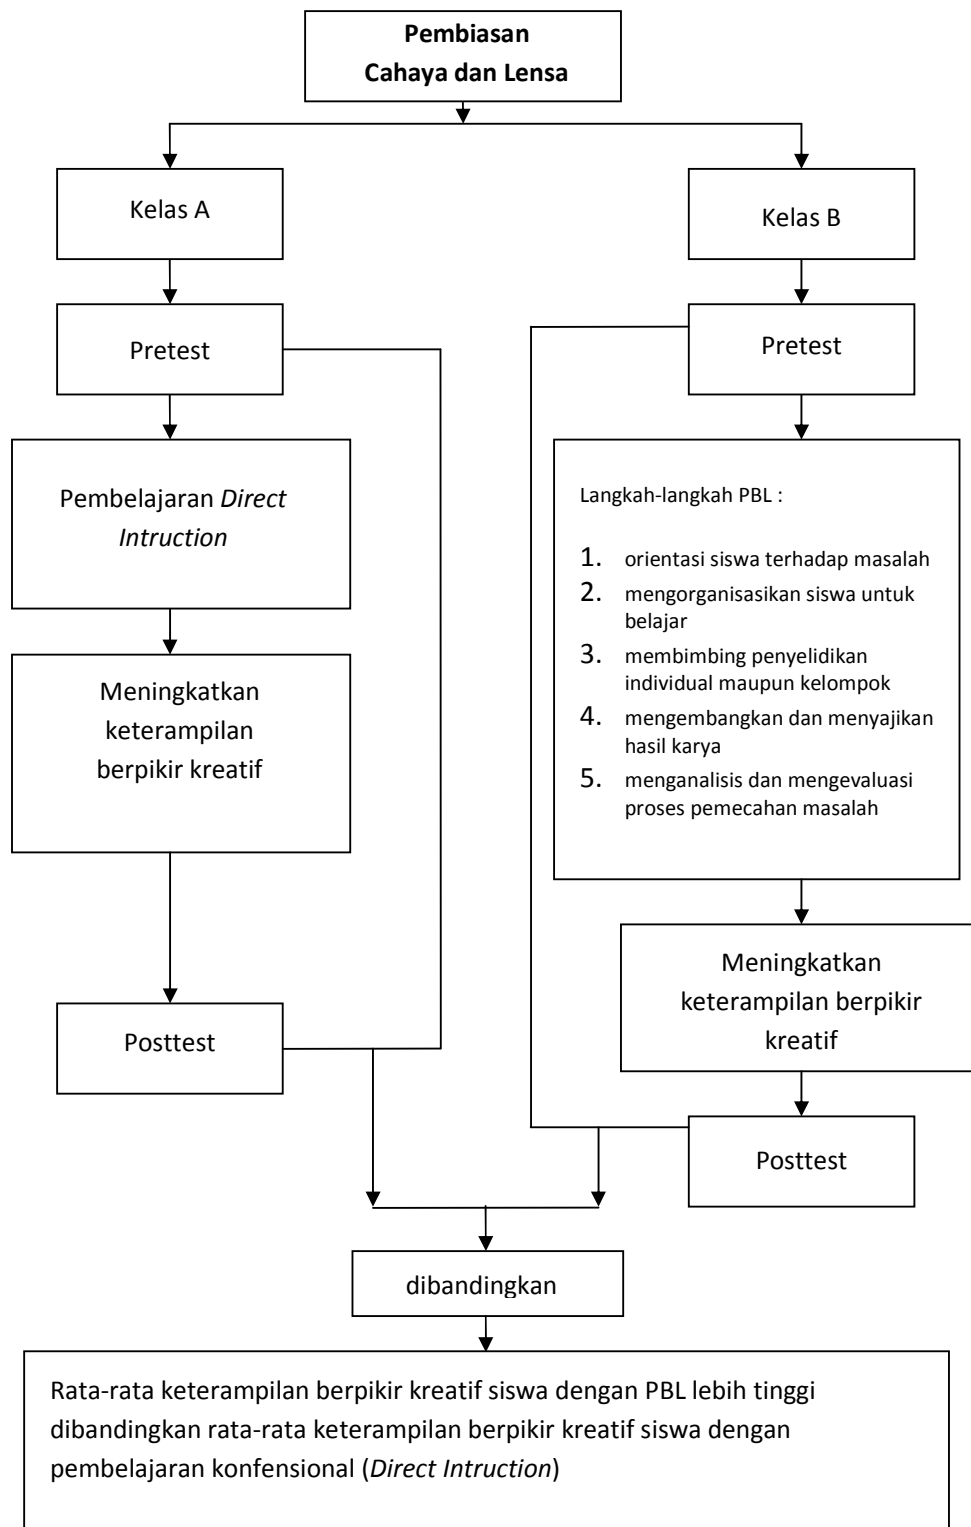 Pembiasan
Cahaya dan Lensa
Kelas A
Kelas B
Pretest
Pretest
Pembelajaran Direct
Intruction
Langkah-langkah PBL :
1. orientasi siswa terhadap masalah
2. mengorganisasikan siswa untuk
belajar
3. membimbing penyelidikan
individual maupun kelompok
4. mengembangkan dan menyajikan
hasil karya
5. menganalisis dan mengevaluasi
proses pemecahan masalah
Meningkatkan
keterampilan
berpikir kreatif
Meningkatkan
keterampilan berpikir
kreatif
Posttest
Posttest
dibandingkan
Rata-rata keterampilan berpikir kreatif siswa dengan PBL lebih tinggi
dibandingkan rata-rata keterampilan berpikir kreatif siswa dengan
pembelajaran konfensional (Direct Intruction)